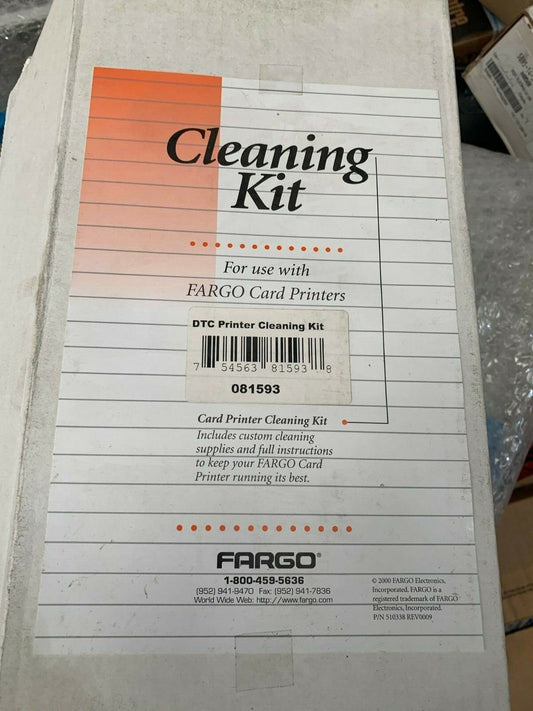 Cleaning
Kit
For use with
FARGO Card Printers
DTC Printer Cleaning Kit
7 54563 81593 8
081593
Card Printer Cleaning Kit
Includes custom cleaning
supplies and full instructions
to keep your FARGO Card
Printer running its best.
FARGO®
1-800-459-5636
(952) 941-9470 Fax: (952) 941-7836
World Wide Web: http://www.fargo.com
© 2000 FARGO Electronics,
Incorporated. FARGO is a
registered trademark of FARGO
Electronics, Incorporated.
P/N 510338 REV0009